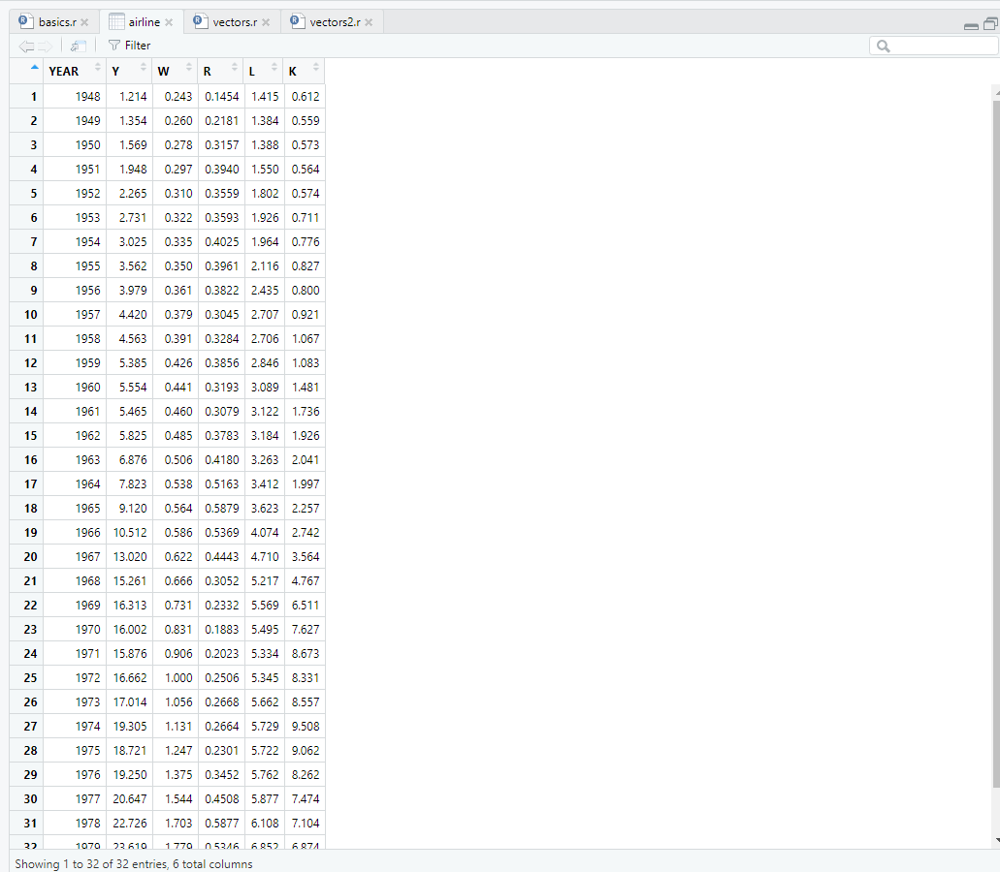 basics.r airline vectors.r vectors2.r
Filter
YEAR Y W R L K
1 1948 1.214 0.243 0.1454 1.415 0.612
2 1949 1.354 0.260 0.2181 1.384 0.559
3 1950 1.569 0.278 0.3157 1.388 0.573
4 1951 1.948 0.297 0.3940 1.550 0.564
5 1952 2.265 0.310 0.3559 1.802 0.574
6 1953 2.731 0.322 0.3593 1.926 0.711
7 1954 3.025 0.335 0.4025 1.964 0.776
8 1955 3.562 0.350 0.3961 2.116 0.827
9 1956 3.979 0.361 0.3822 2.435 0.800
10 1957 4.420 0.379 0.3045 2.707 0.921
11 1958 4.563 0.391 0.3284 2.706 1.067
12 1959 5.385 0.426 0.3856 2.846 1.083
13 1960 5.554 0.441 0.3193 3.089 1.481
14 1961 5.465 0.460 0.3079 3.122 1.736
15 1962 5.825 0.485 0.3783 3.184 1.926
16 1963 6.876 0.506 0.4180 3.263 2.041
17 1964 7.823 0.538 0.5163 3.412 1.997
18 1965 9.120 0.564 0.5879 3.623 2.257
19 1966 10.512 0.586 0.5369 4.074 2.742
20 1967 13.020 0.622 0.4443 4.710 3.564
21 1968 15.261 0.666 0.3052 5.217 4.767
22 1969 16.313 0.731 0.2332 5.569 6.511
23 1970 16.002 0.831 0.1883 5.495 7.627
24 1971 15.876 0.906 0.2023 5.334 8.673
25 1972 16.662 1.000 0.2506 5.345 8.331
26 1973 17.014 1.056 0.2668 5.662 8.557
27 1974 19.305 1.131 0.2664 5.729 9.508
28 1975 18.721 1.247 0.2301 5.722 9.062
29 1976 19.250 1.375 0.3452 5.762 8.262
30 1977 20.647 1.544 0.4508 5.877 7.474
31 1978 22.726 1.703 0.5877 6.108 7.104
32 1979 23.619 1.779 0.5346 6.852 6.874
Showing 1 to 32 of 32 entries, 6 total columns